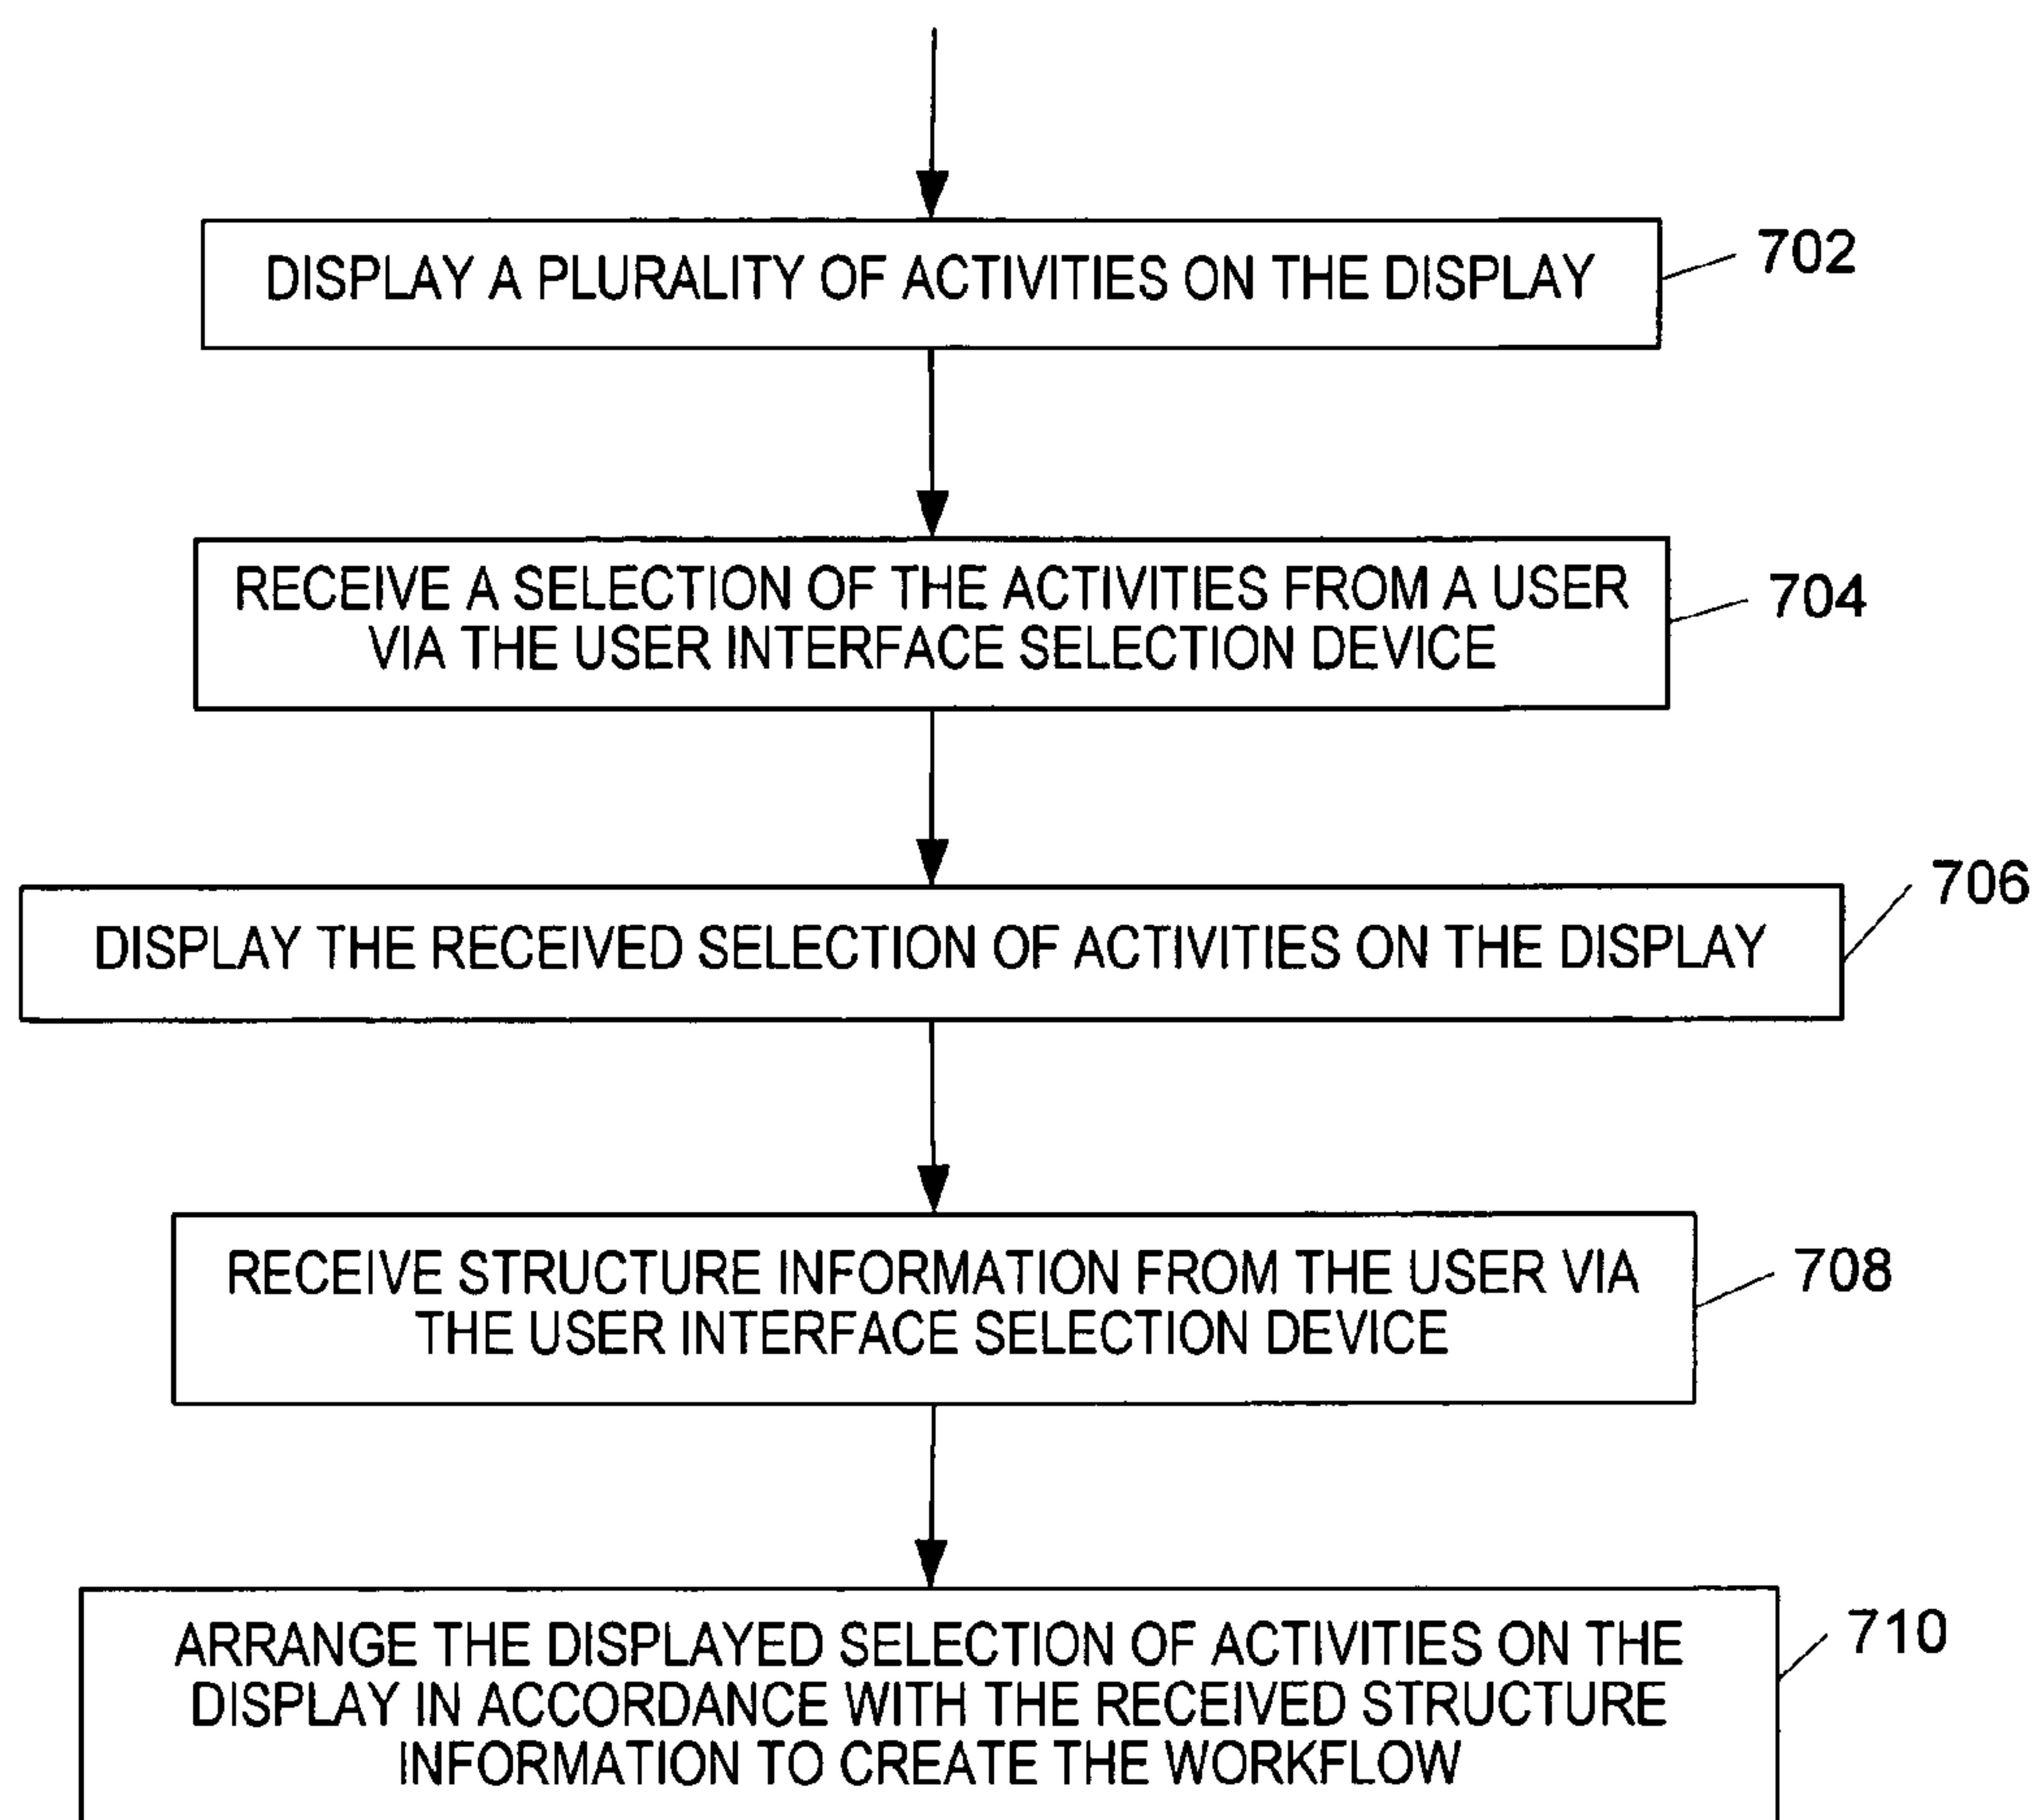 DISPLAY A PLURALITY OF ACTIVITIES ON THE DISPLAY
702
RECEIVE A SELECTION OF THE ACTIVITIES FROM A USER
VIA THE USER INTERFACE SELECTION DEVICE
704
DISPLAY THE RECEIVED SELECTION OF ACTIVITIES ON THE DISPLAY
706
RECEIVE STRUCTURE INFORMATION FROM THE USER VIA
THE USER INTERFACE SELECTION DEVICE
708
ARRANGE THE DISPLAYED SELECTION OF ACTIVITIES ON THE
DISPLAY IN ACCORDANCE WITH THE RECEIVED STRUCTURE
INFORMATION TO CREATE THE WORKFLOW
710